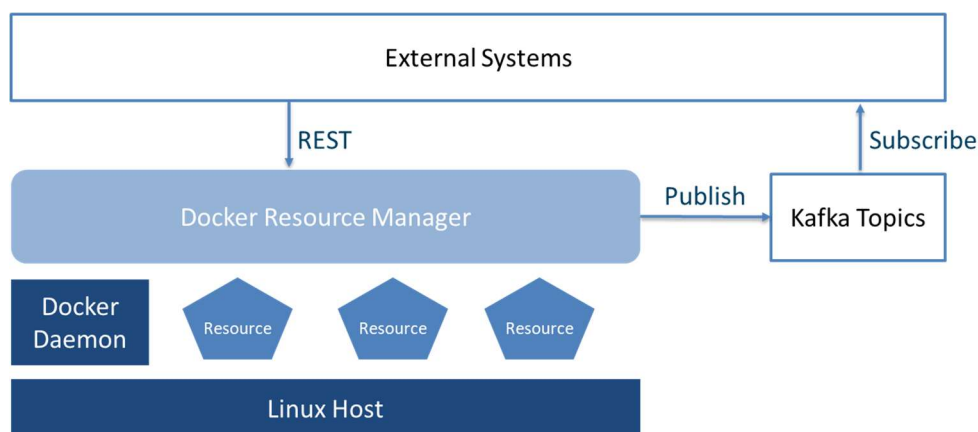 External Systems
REST
Subscribe
Docker Resource Manager
Publish
Kafka Topics
Docker
Daemon
Resource
Resource
Resource
Linux Host